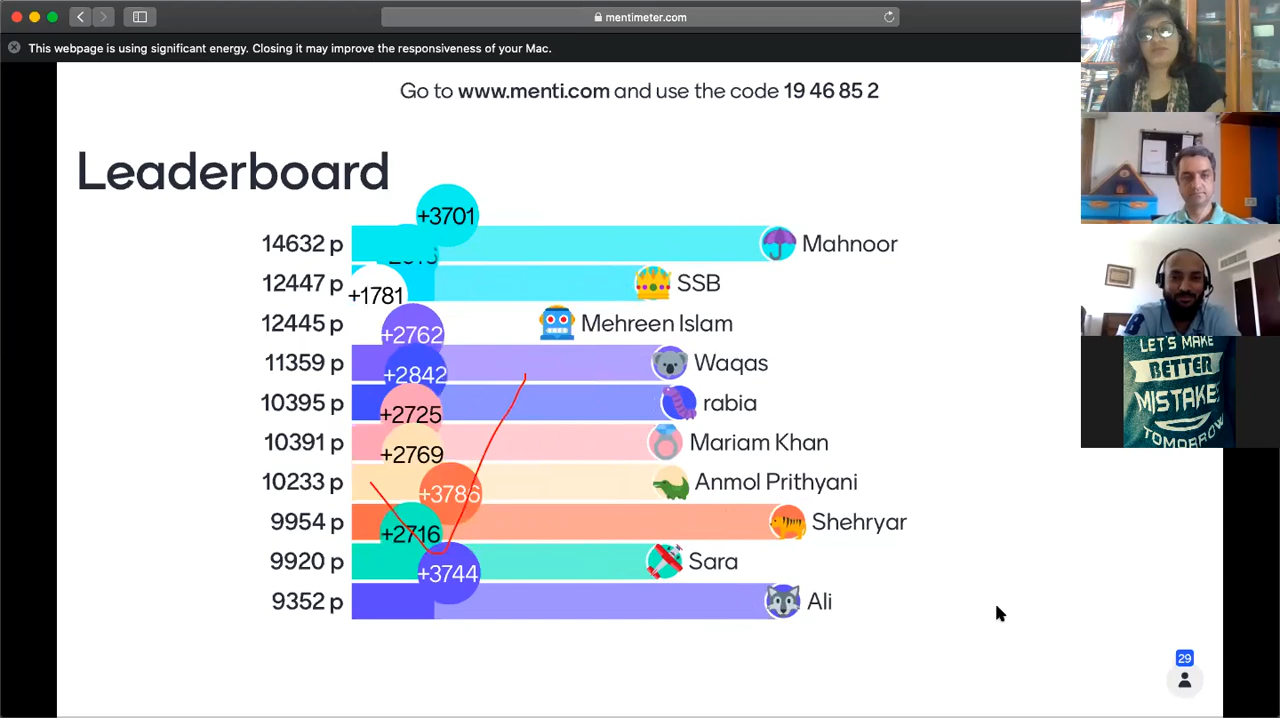 mentimeter.com
This webpage is using significant energy. Closing it may improve the responsiveness of your Mac.
Go to www.menti.com and use the code 19 46 85 2
Leaderboard
+3701
14632 p Mahnoor
12447 p SSB
+1781
12445 p Mehreen Islam
+2762
11359 p Waqas
+2842
10395 p rabia
+2725
10391 p Mariam Khan
+2769
10233 p Anmol Prithyani
+3786
9954 p Shehryar
+2716
9920 p Sara
+3744
9352 p Ali
29
LET'S MAKE
BETTER
MISTAKES
TOMORROW